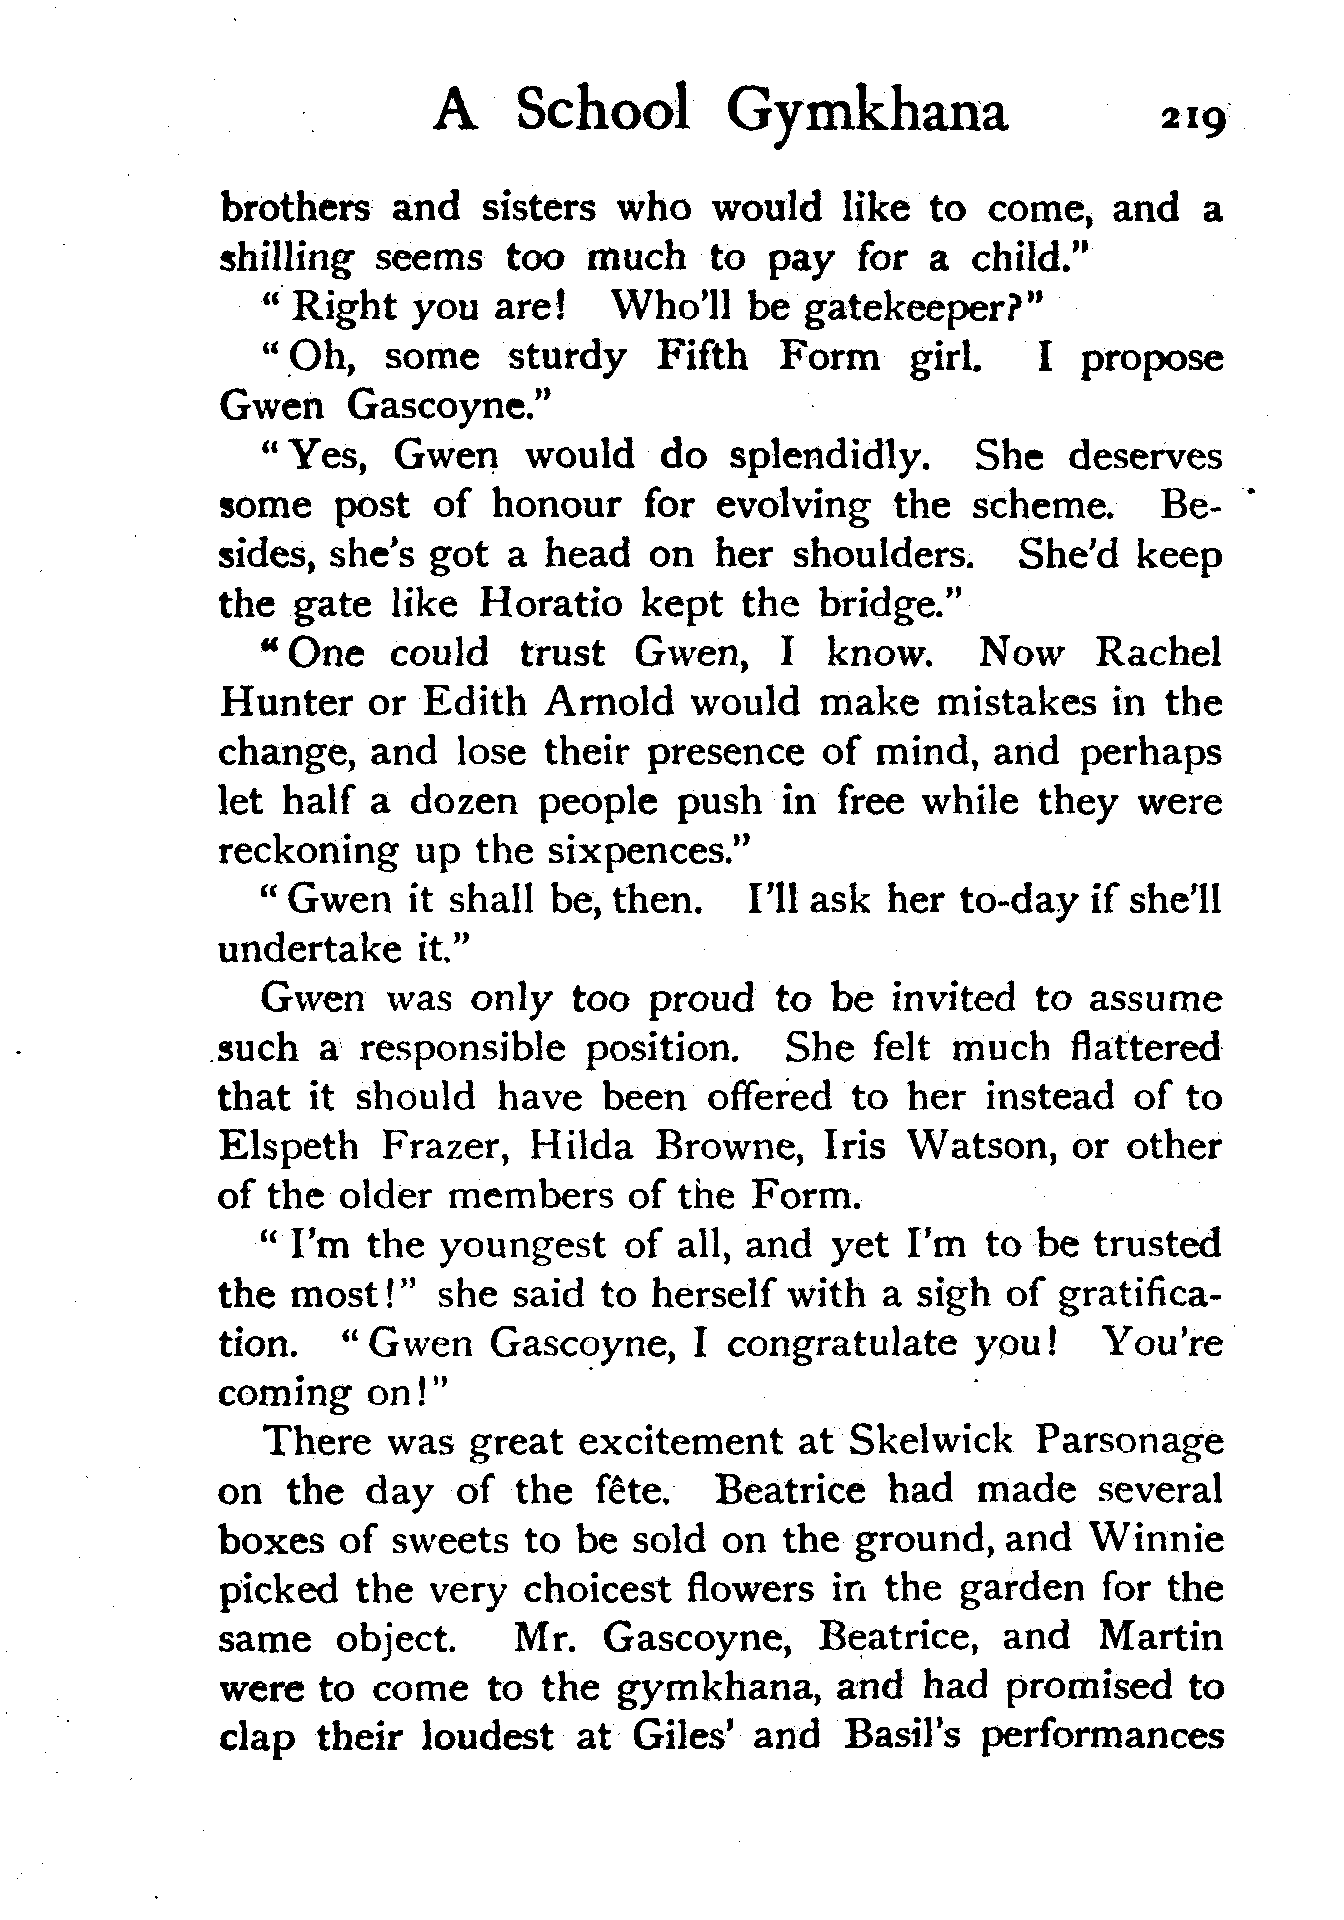 A School Gymkhana 219
brothers and sisters who would like to come, and a
shilling seems too much to pay for a child."
"Right you are! Who'll be gatekeeper?"
"Oh, some sturdy Fifth Form girl. I propose
Gwen Gascoyne."
"Yes, Gwen would do splendidly. She deserves
some post of honour for evolving the scheme. Be-
sides, she's got a head on her shoulders. She'd keep
the gate like Horatio kept the bridge."
"One could trust Gwen, I know. Now Rachel
Hunter or Edith Arnold would make mistakes in the
change, and lose their presence of mind, and perhaps
let half a dozen people push in free while they were
reckoning up the sixpences."
"Gwen it shall be, then. I'll ask her to-day if she'll
undertake it."
Gwen was only too proud to be invited to assume
such a responsible position. She felt much flattered
that it should have been offered to her instead of to
Elspeth Frazer, Hilda Browne, Iris Watson, or other
of the older members of the Form.
"I'm the youngest of all, and yet I'm to be trusted
the most!" she said to herself with a sigh of gratifica-
tion. "Gwen Gascoyne, I congratulate you! You're
coming on!"
There was great excitement at Skelwick Parsonage
on the day of the fête. Beatrice had made several
boxes of sweets to be sold on the ground, and Winnie
picked the very choicest flowers in the garden for the
same object. Mr. Gascoyne, Beatrice, and Martin
were to come to the gymkhana, and had promised to
clap their loudest at Giles' and Basil's performances